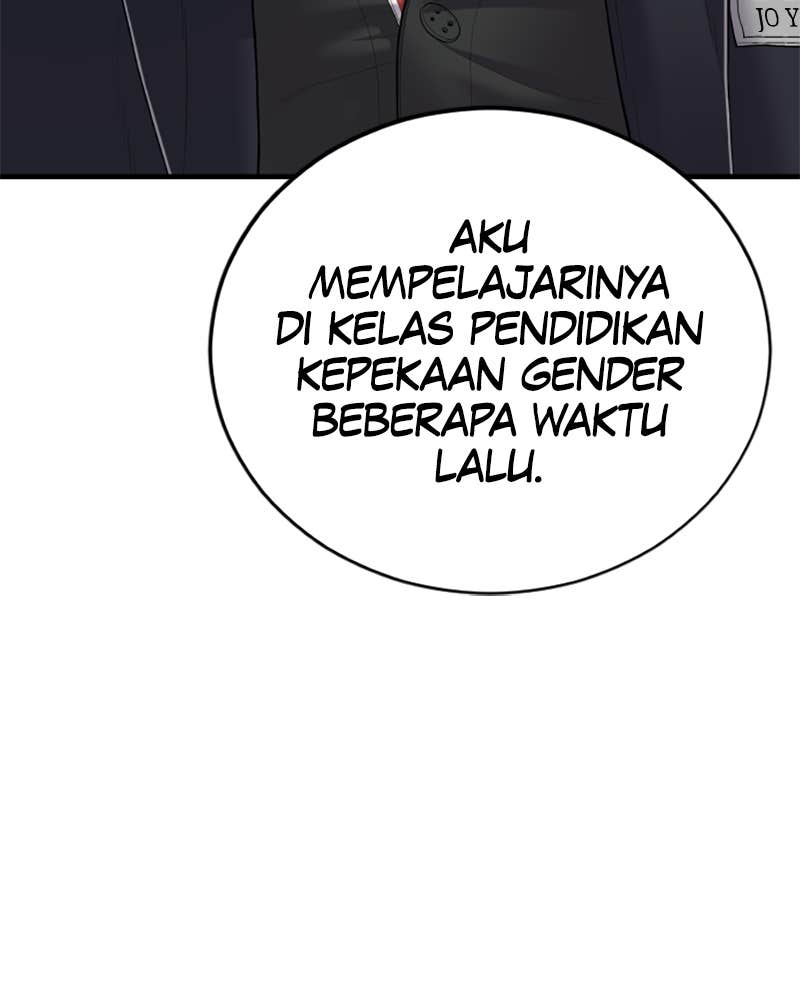 JO Y
AKU
MEMPELAJARINYA
DI KELAS PENDIDIKAN
KEPEKAAN GENDER
BEBERAPA WAKTU
LALU.